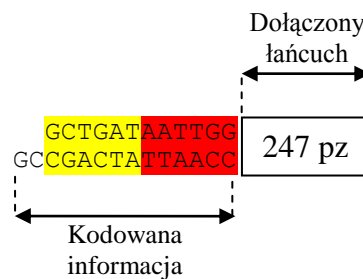 Dołączony
łańcuch
GCTGATAATTGG
GCCGACTATTAACC
247 pz
Kodowana
informacja